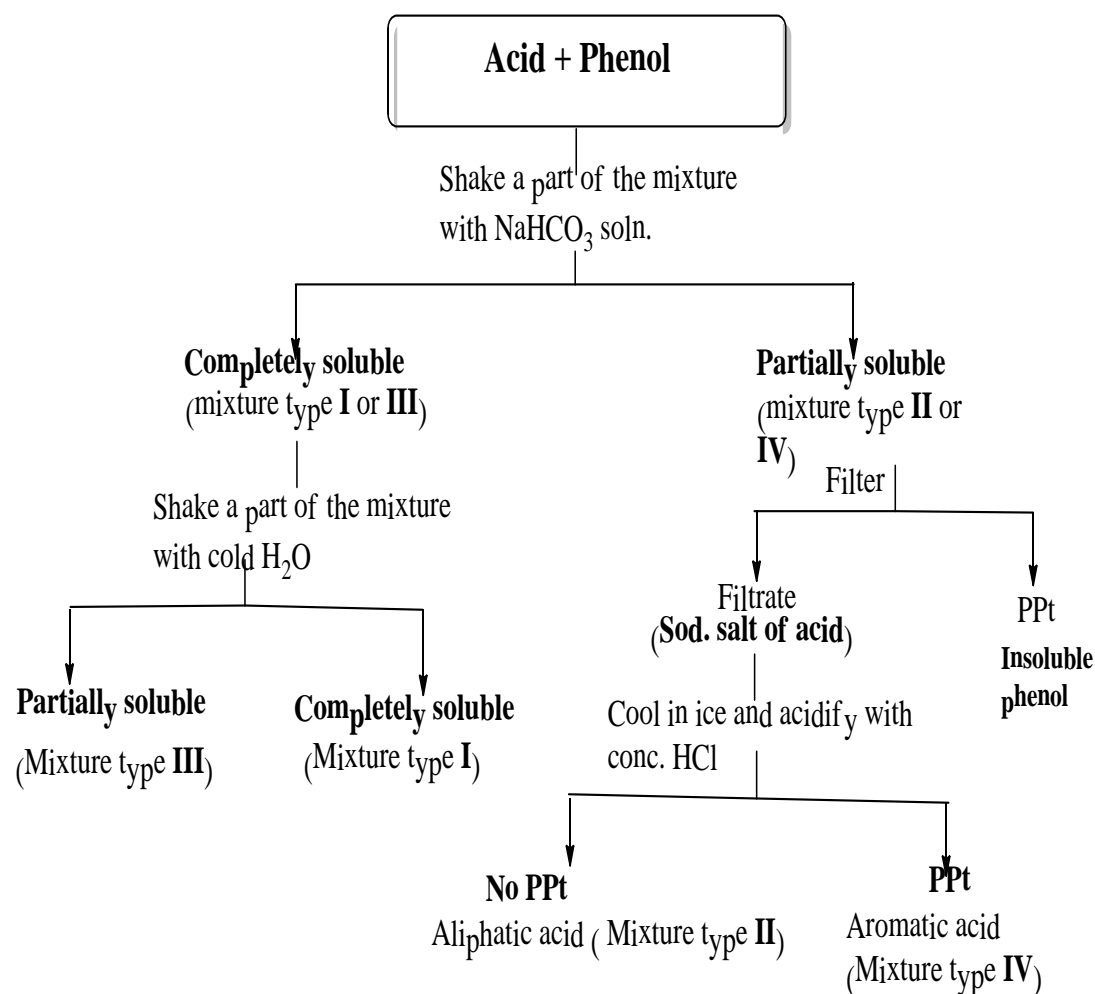 Acid + Phenol
Shake a part of the mixture
with NaHCO3 soln.
Completely soluble
(mixture type I or III)
Partially soluble
(mixture type II or
IV)
Filter
Shake a part of the mixture
with cold H2O
Filtrate
(Sod. salt of acid)
PPt
Insoluble
phenol
Partially soluble
(Mixture type III)
Completely soluble
(Mixture type I)
Cool in ice and acidify with
conc. HCl
No PPt
Aliphatic acid ( Mixture type II)
PPt
Aromatic acid
(Mixture type IV)